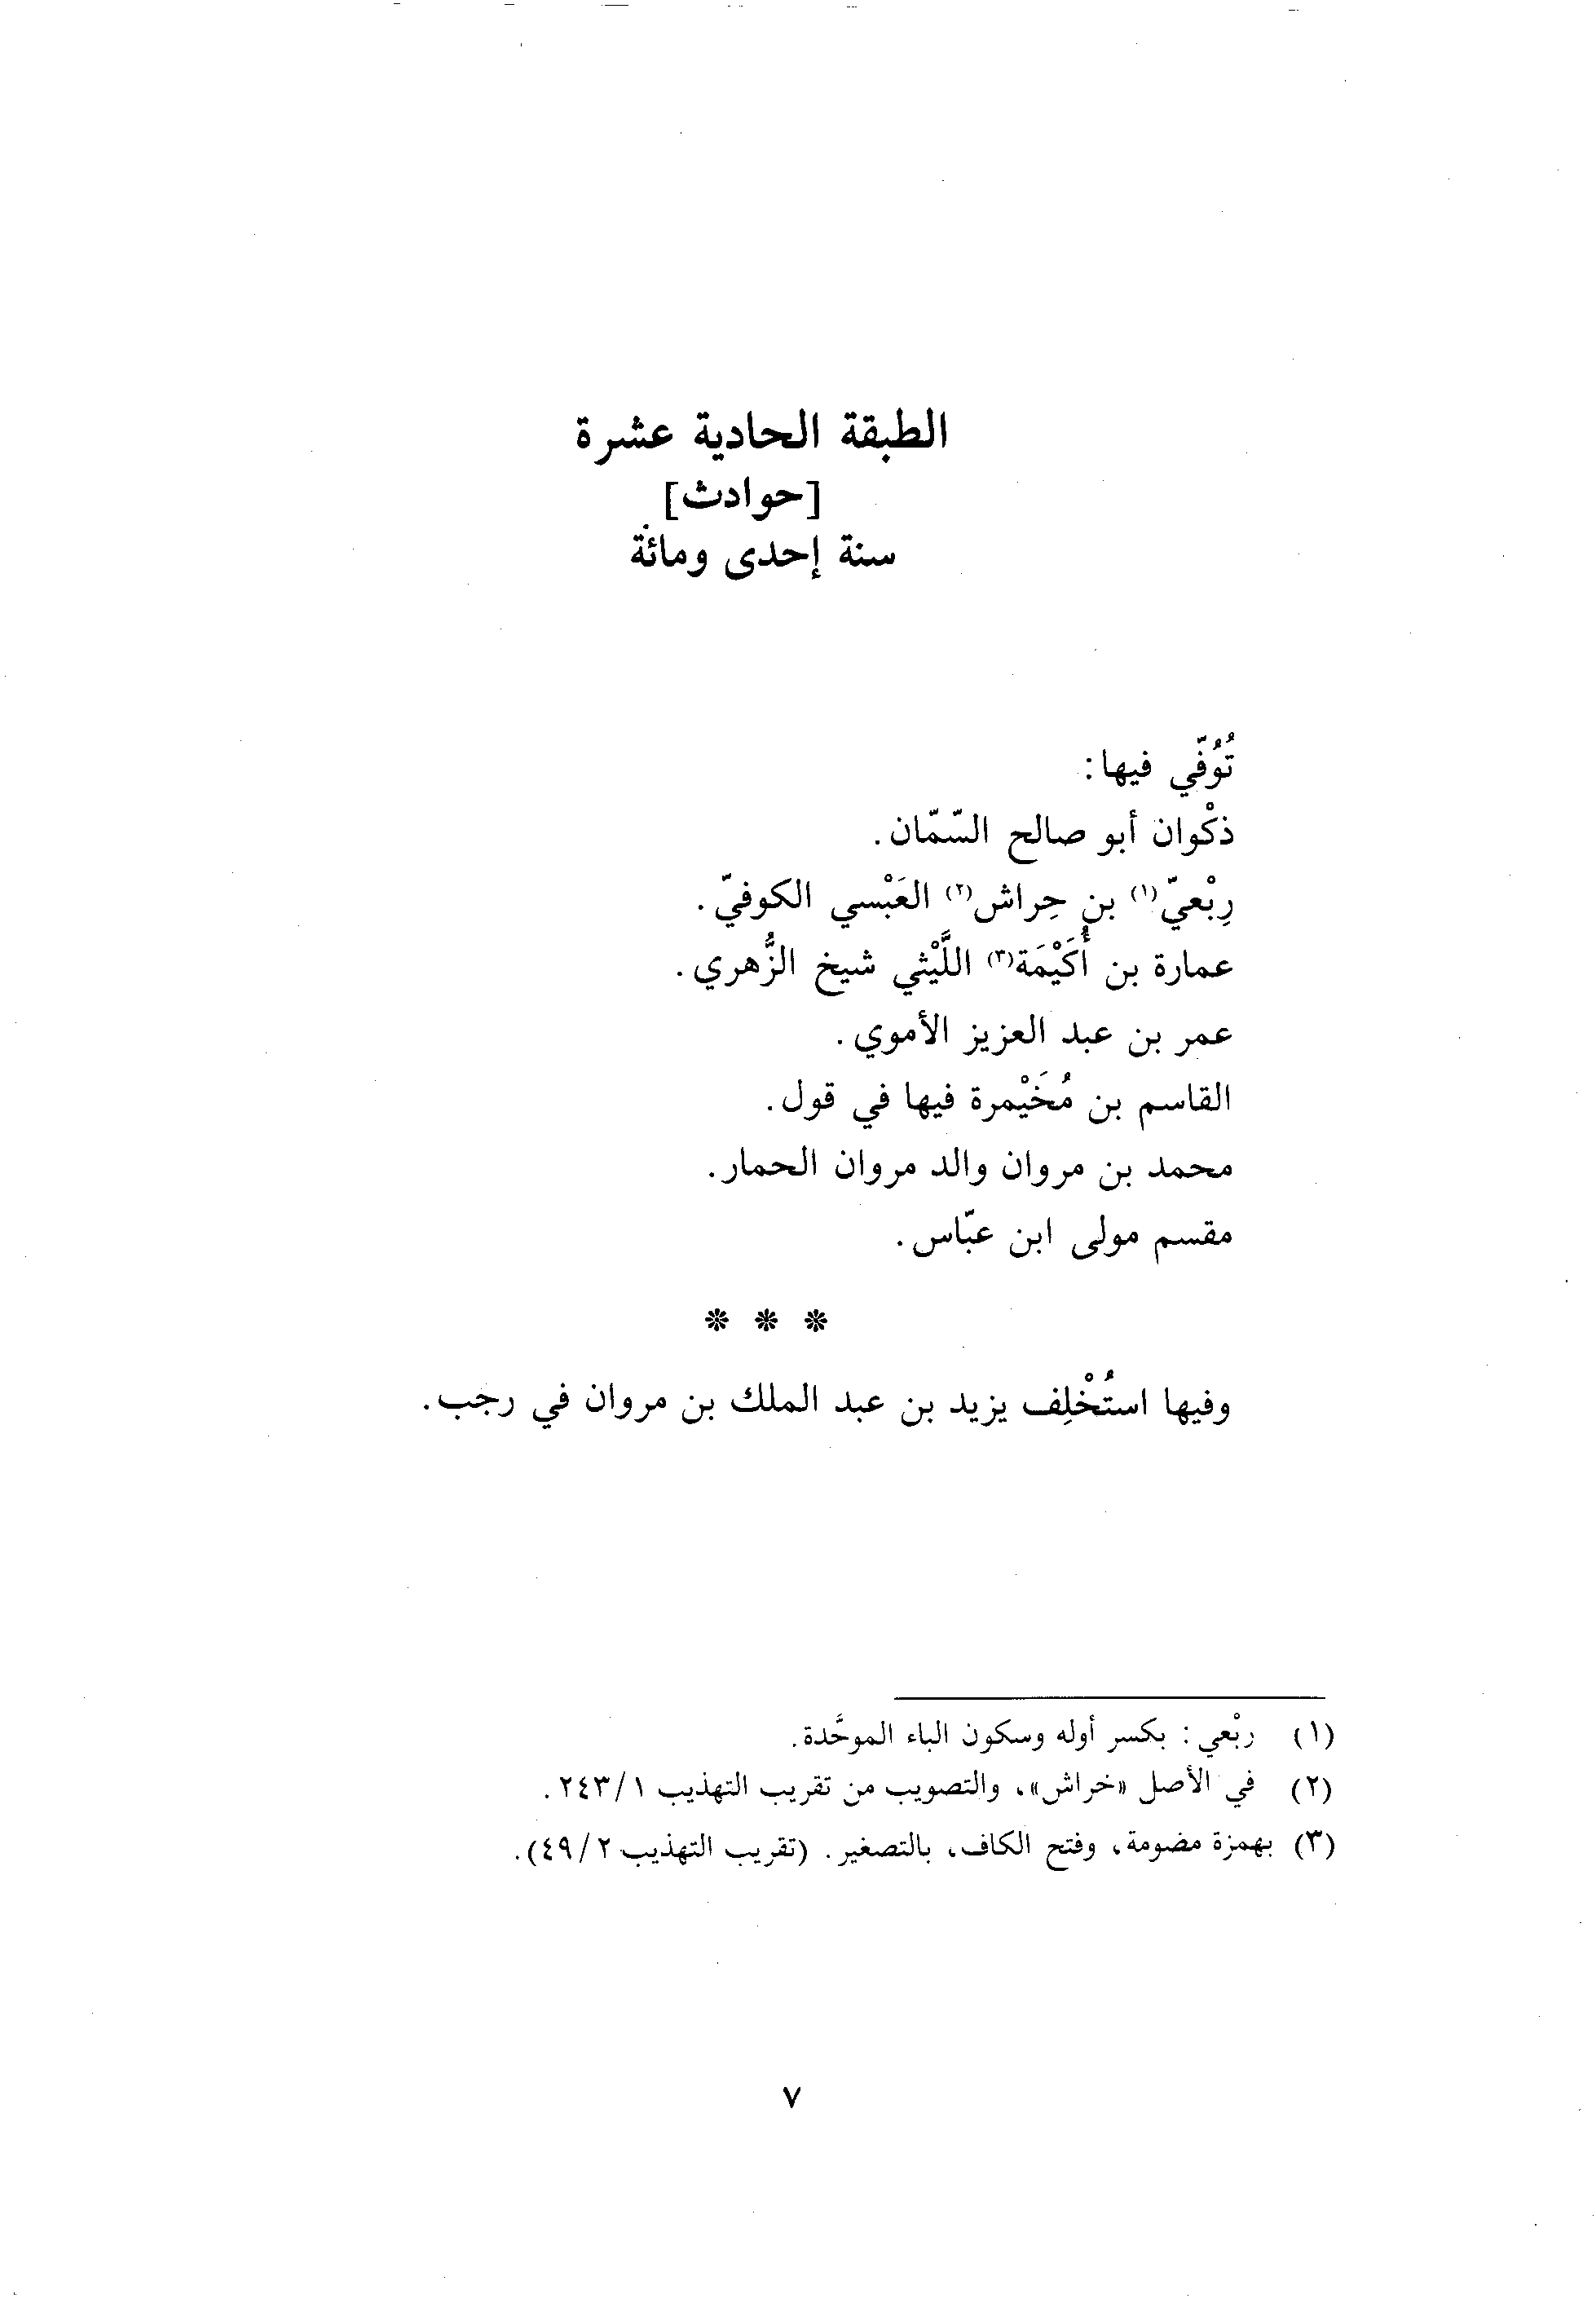 الطبقة الحادية عشرة
[حوادث]
سنة إحدى ومائة
تُوُفّي فيها:
ذكْوان أبو صالح السّمّان.
رِبْعيّ(١) بن حِراش(٢) العَبْسي الكوفيّ.
عمارة بن أُكَيْمَة(٣) اللَّيْثي شيخ الزُّهري.
عمر بن عبد العزيز الأموي.
القاسم بن مُخَيْمرة فيها في قول.
محمد بن مروان والد مروان الحمار.
مقسم مولى ابن عبّاس.
* * *
وفيها استُخْلِف يزيد بن عبد الملك بن مروان في رجب.
(١) ربْعي: بكسر أوله وسكون الباء الموحَّدة.
(٢) في الأصل «خراش»، والتصويب من تقريب التهذيب ٢٤٣/١.
(٣) بهمزة مضومة، وفتح الكاف، بالتصغير. (تقريب التهذيب ٤٩/٢).
٧